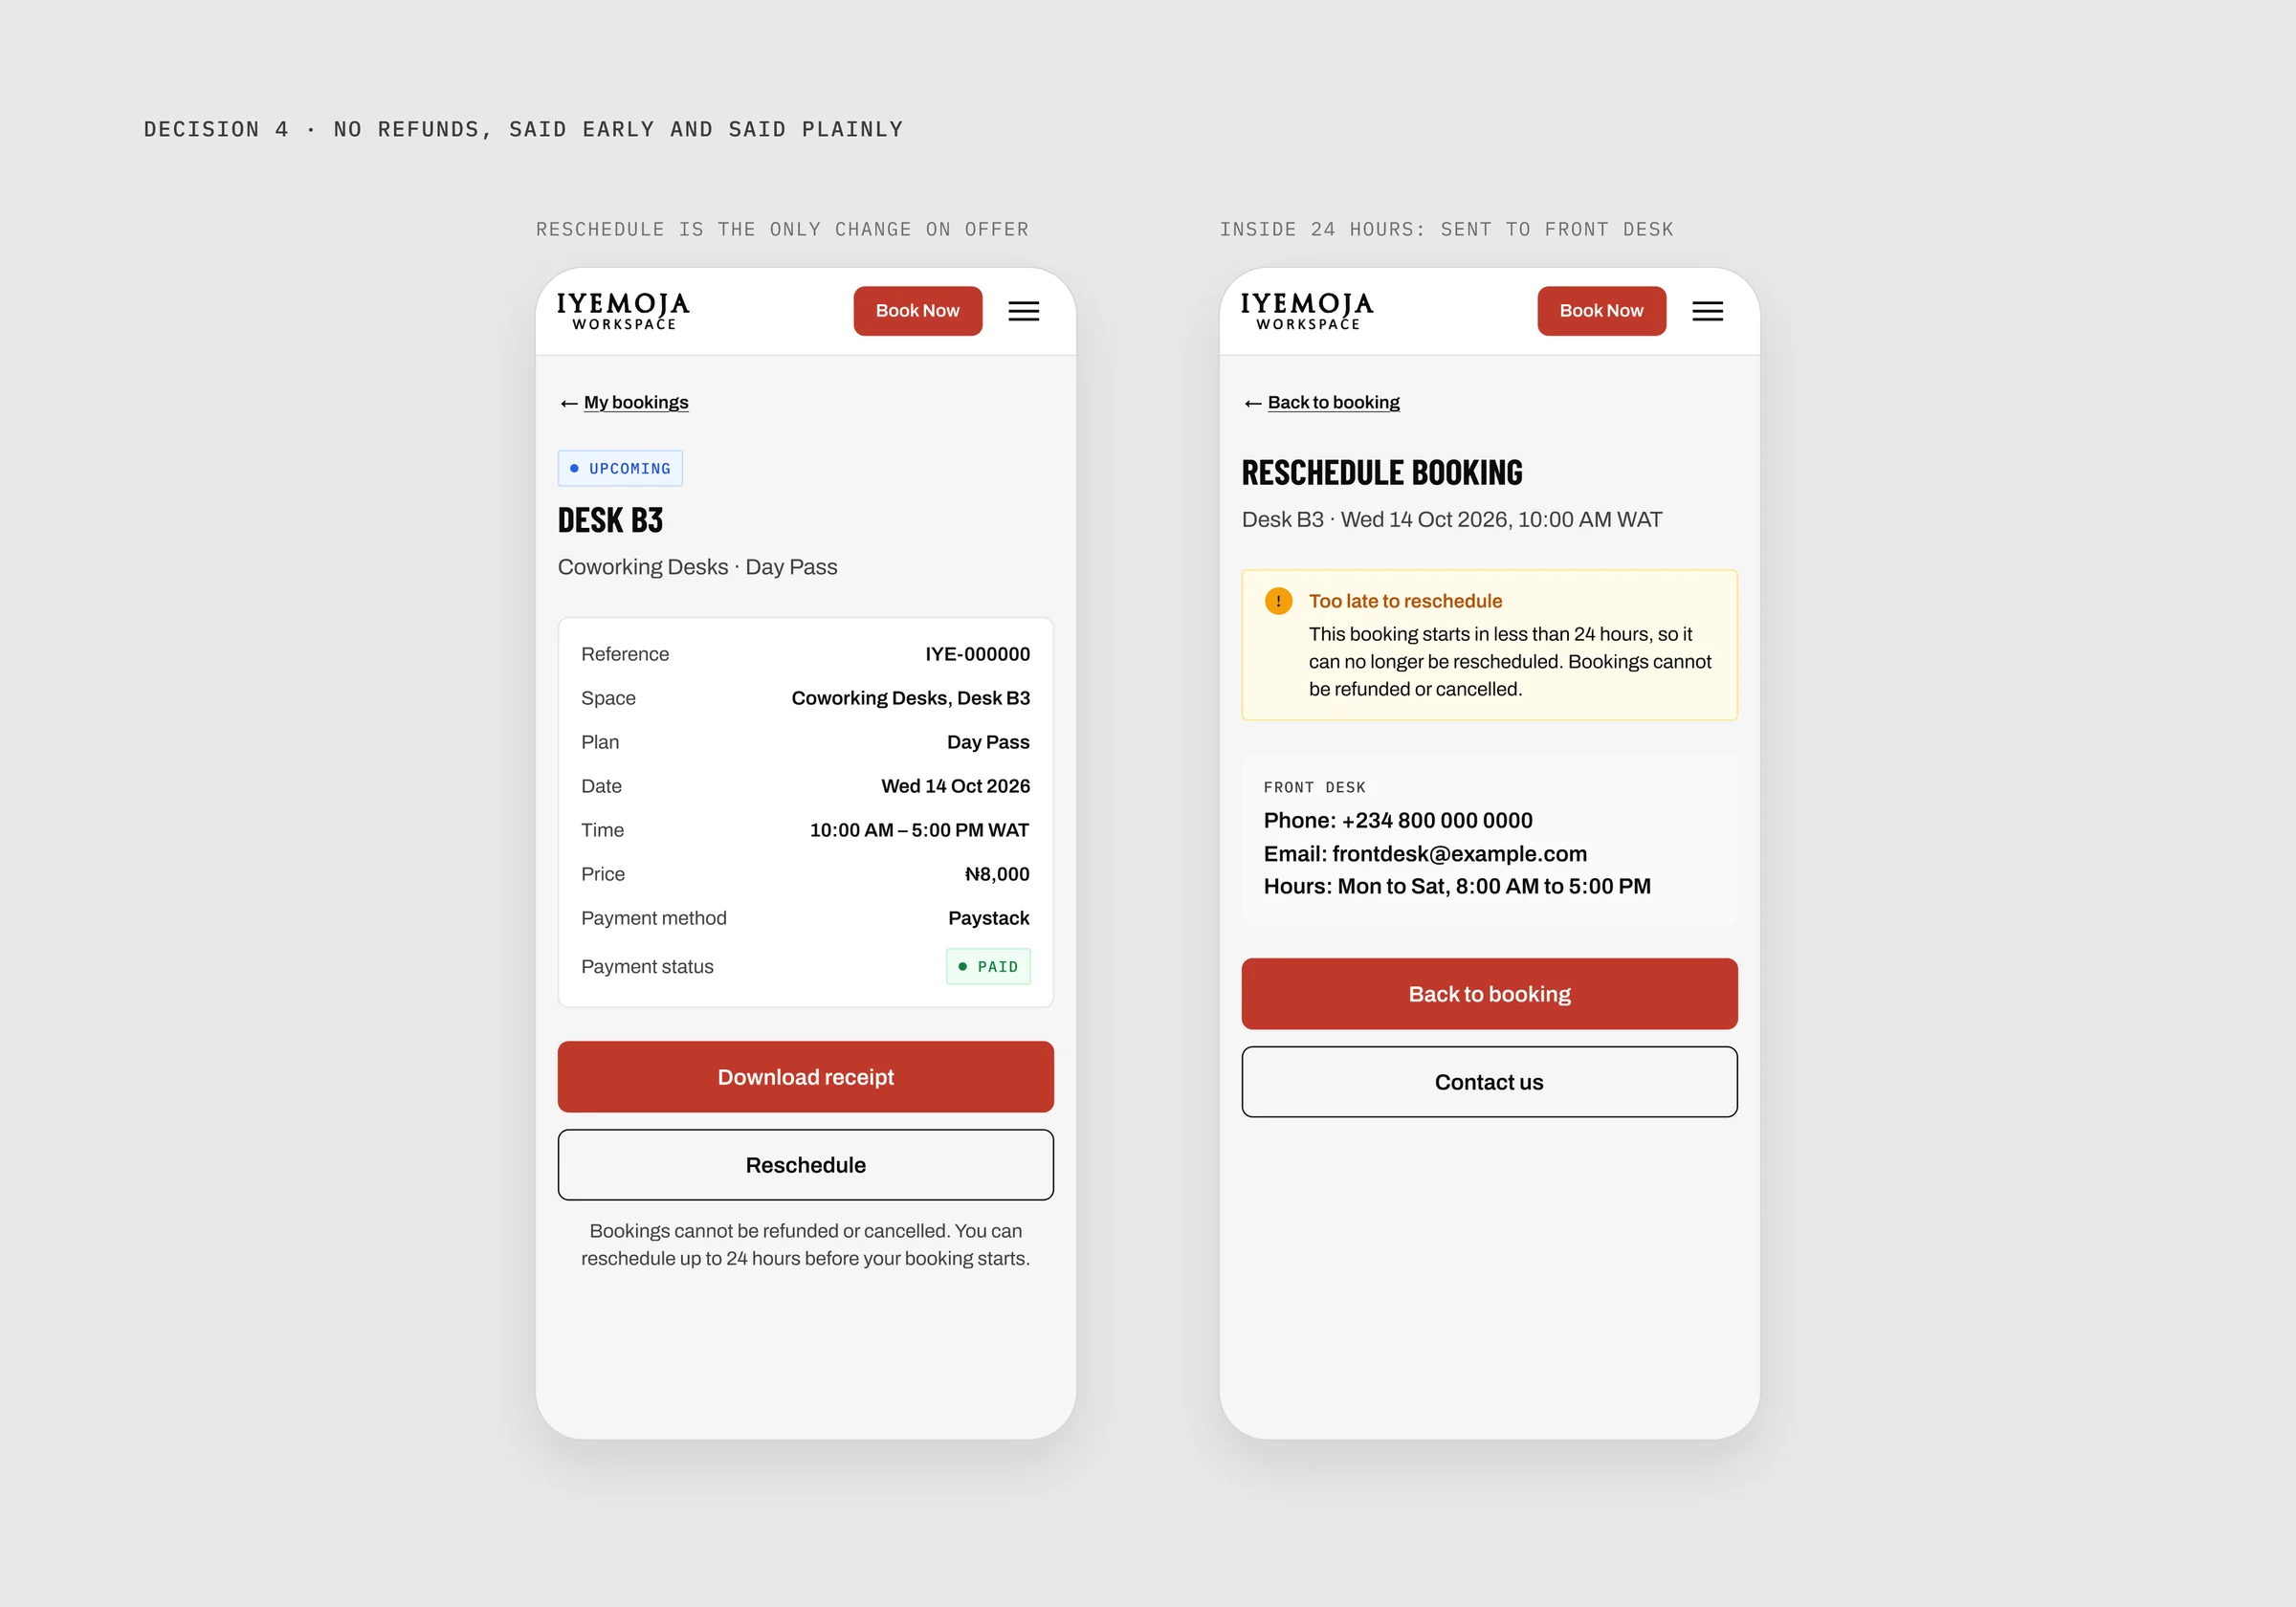 DECISION 4 · NO REFUNDS, SAID EARLY AND SAID PLAINLY
RESCHEDULE IS THE ONLY CHANGE ON OFFER
IYEMOJA
WORKSPACE
Book Now
← My bookings
UPCOMING
DESK B3
Coworking Desks · Day Pass
Reference IYE-000000
Space Coworking Desks, Desk B3
Plan Day Pass
Date Wed 14 Oct 2026
Time 10:00 AM – 5:00 PM WAT
Price ₦8,000
Payment method Paystack
Payment status PAID
Download receipt
Reschedule
Bookings cannot be refunded or cancelled. You can
reschedule up to 24 hours before your booking starts.
INSIDE 24 HOURS: SENT TO FRONT DESK
IYEMOJA
WORKSPACE
Book Now
← Back to booking
RESCHEDULE BOOKING
Desk B3 · Wed 14 Oct 2026, 10:00 AM WAT
! Too late to reschedule
This booking starts in less than 24 hours, so it
can no longer be rescheduled. Bookings cannot
be refunded or cancelled.
FRONT DESK
Phone: +234 800 000 0000
Email: frontdesk@example.com
Hours: Mon to Sat, 8:00 AM to 5:00 PM
Back to booking
Contact us